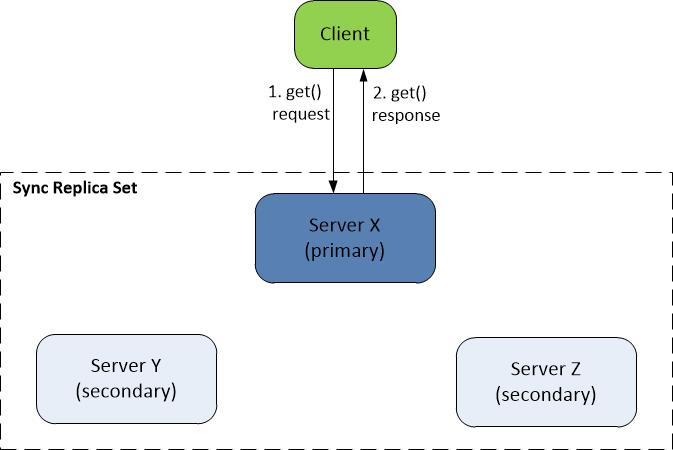 Client
1. get()
request
2. get()
response
Sync Replica Set
Server X
(primary)
Server Y
(secondary)
Server Z
(secondary)